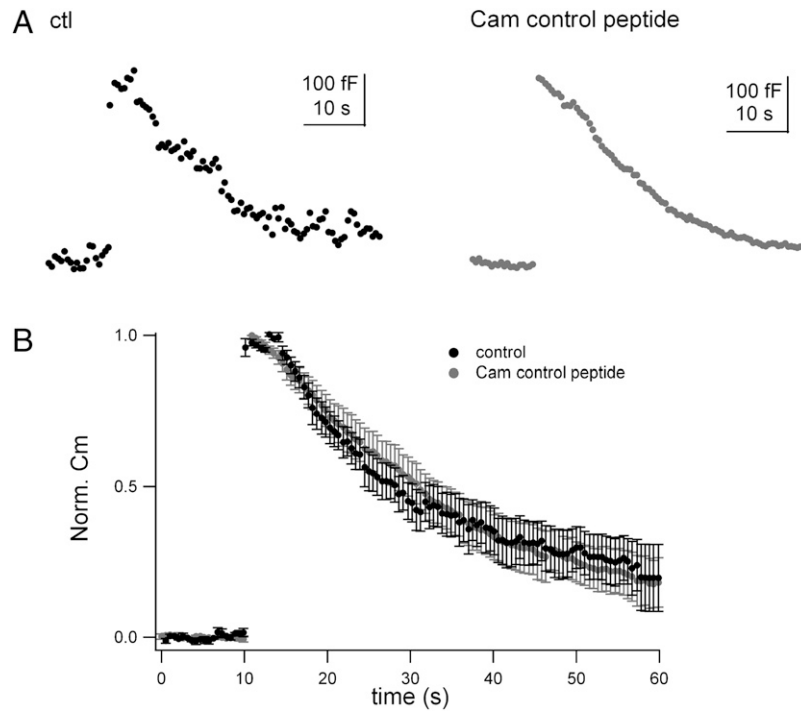 A ctl Cam control peptide
100 fF
10 s
100 fF
10 s
B
control
Cam control peptide
Norm. Cm
1.0
0.5
0.0
0 10 20 30 40 50 60
time (s)